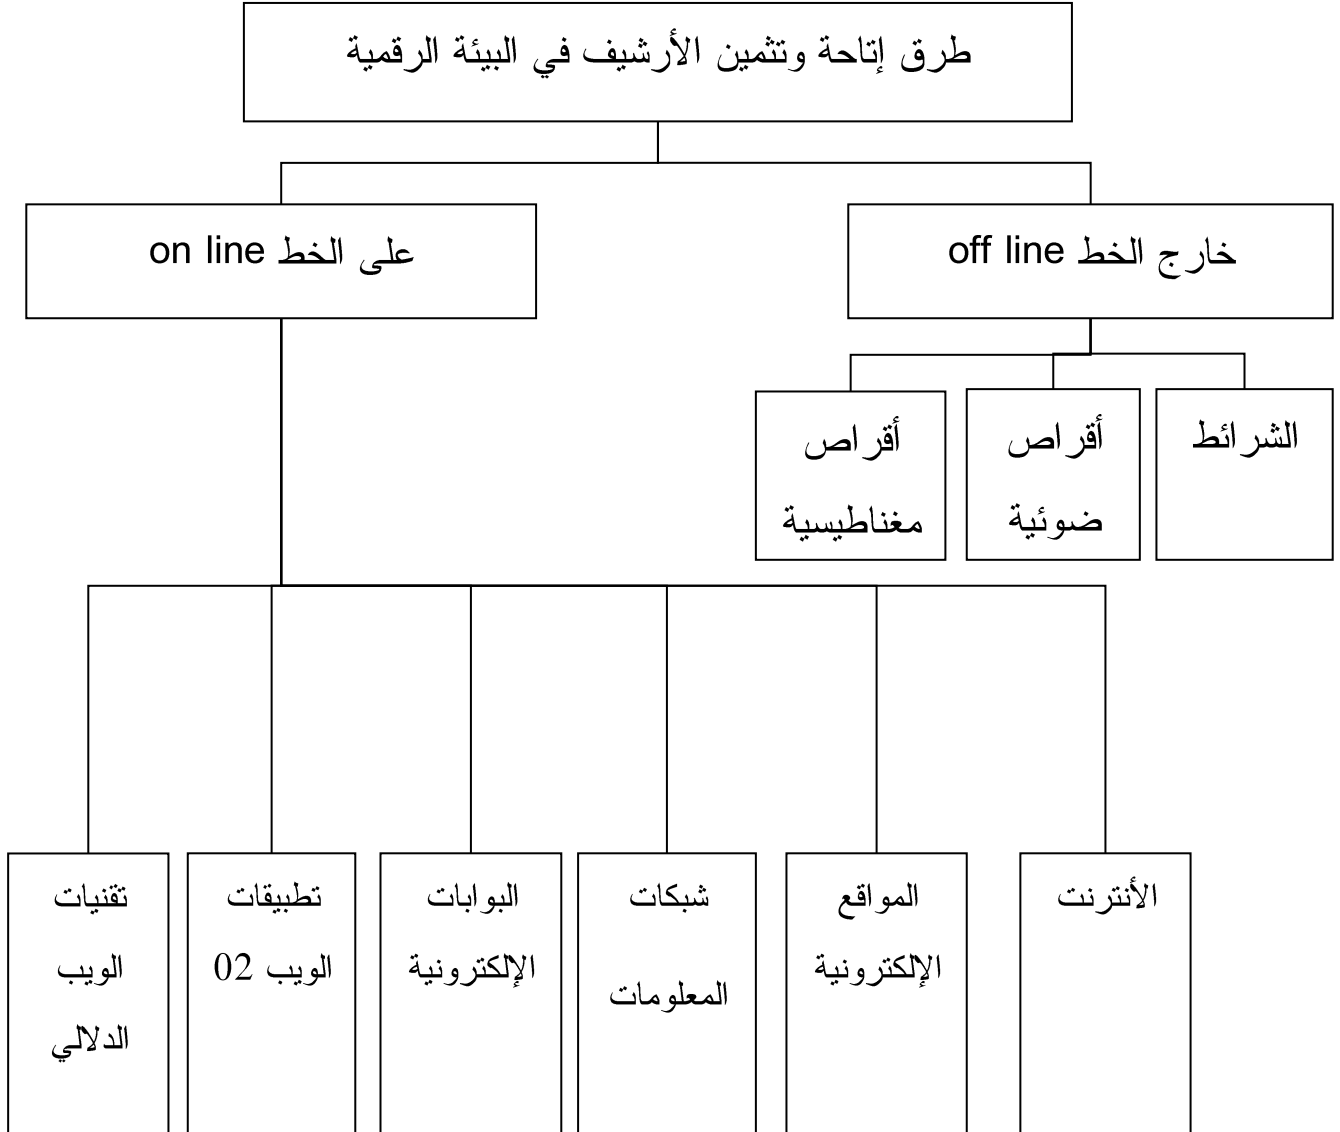 طرق إتاحة وتثمين الأرشيف في البيئة الرقمية
خارج الخط off line
على الخط on line
الشرائط
أقراص
ضوئية
أقراص
مغناطيسية
الأنترنت
المواقع
الإلكترونية
شبكات
المعلومات
البوابات
الإلكترونية
تطبيقات
الويب 02
تقنيات
الويب
الدلالي